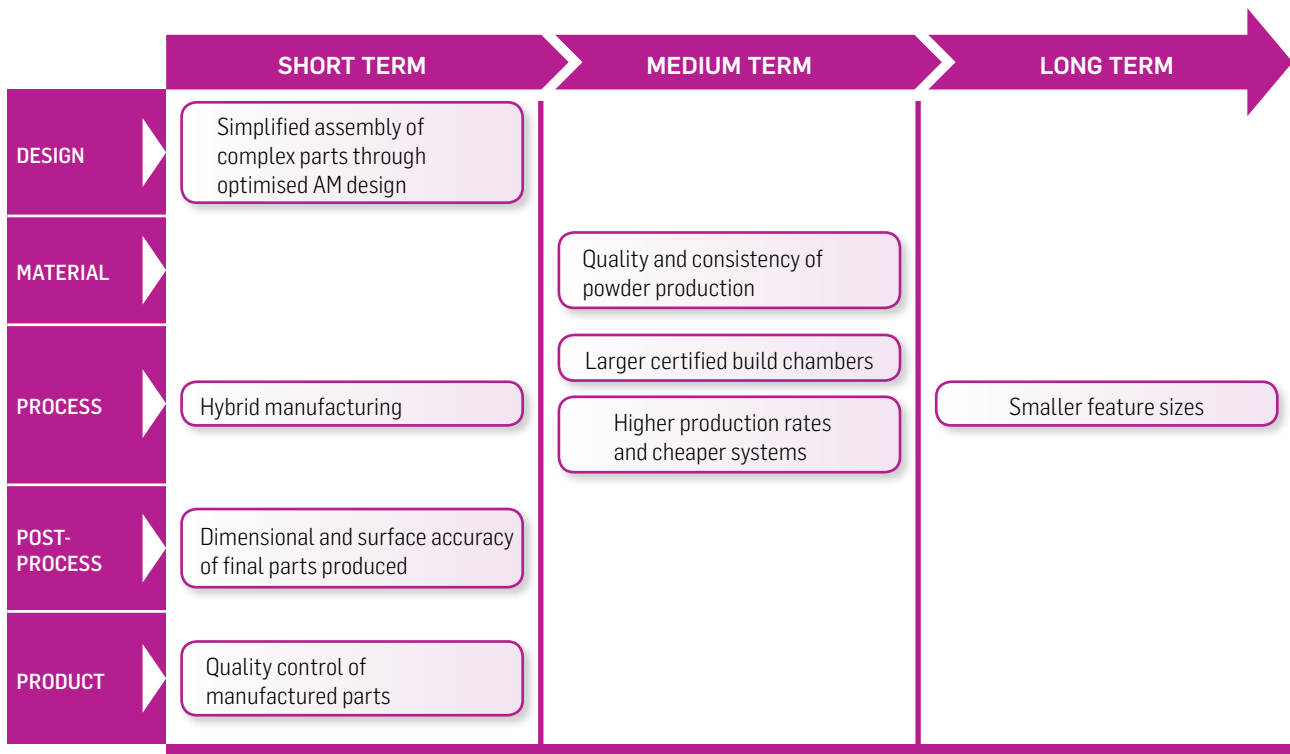 SHORT TERM
MEDIUM TERM
LONG TERM
DESIGN
Simplified assembly of
complex parts through
optimised AM design
MATERIAL
Quality and consistency of
powder production
PROCESS
Hybrid manufacturing
Larger certified build chambers
Higher production rates
and cheaper systems
Smaller feature sizes
POST-
PROCESS
Dimensional and surface accuracy
of final parts produced
PRODUCT
Quality control of
manufactured parts